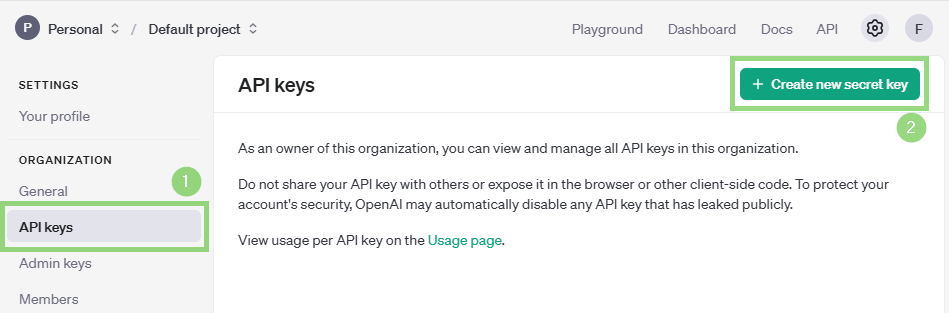 P Personal / Default project
Playground Dashboard Docs API F
SETTINGS
Your profile
ORGANIZATION
General
1
API keys
Admin keys
Members
API keys
+ Create new secret key
2
As an owner of this organization, you can view and manage all API keys in this organization.
Do not share your API key with others or expose it in the browser or other client-side code. To protect your
account's security, OpenAI may automatically disable any API key that has leaked publicly.
View usage per API key on the Usage page.